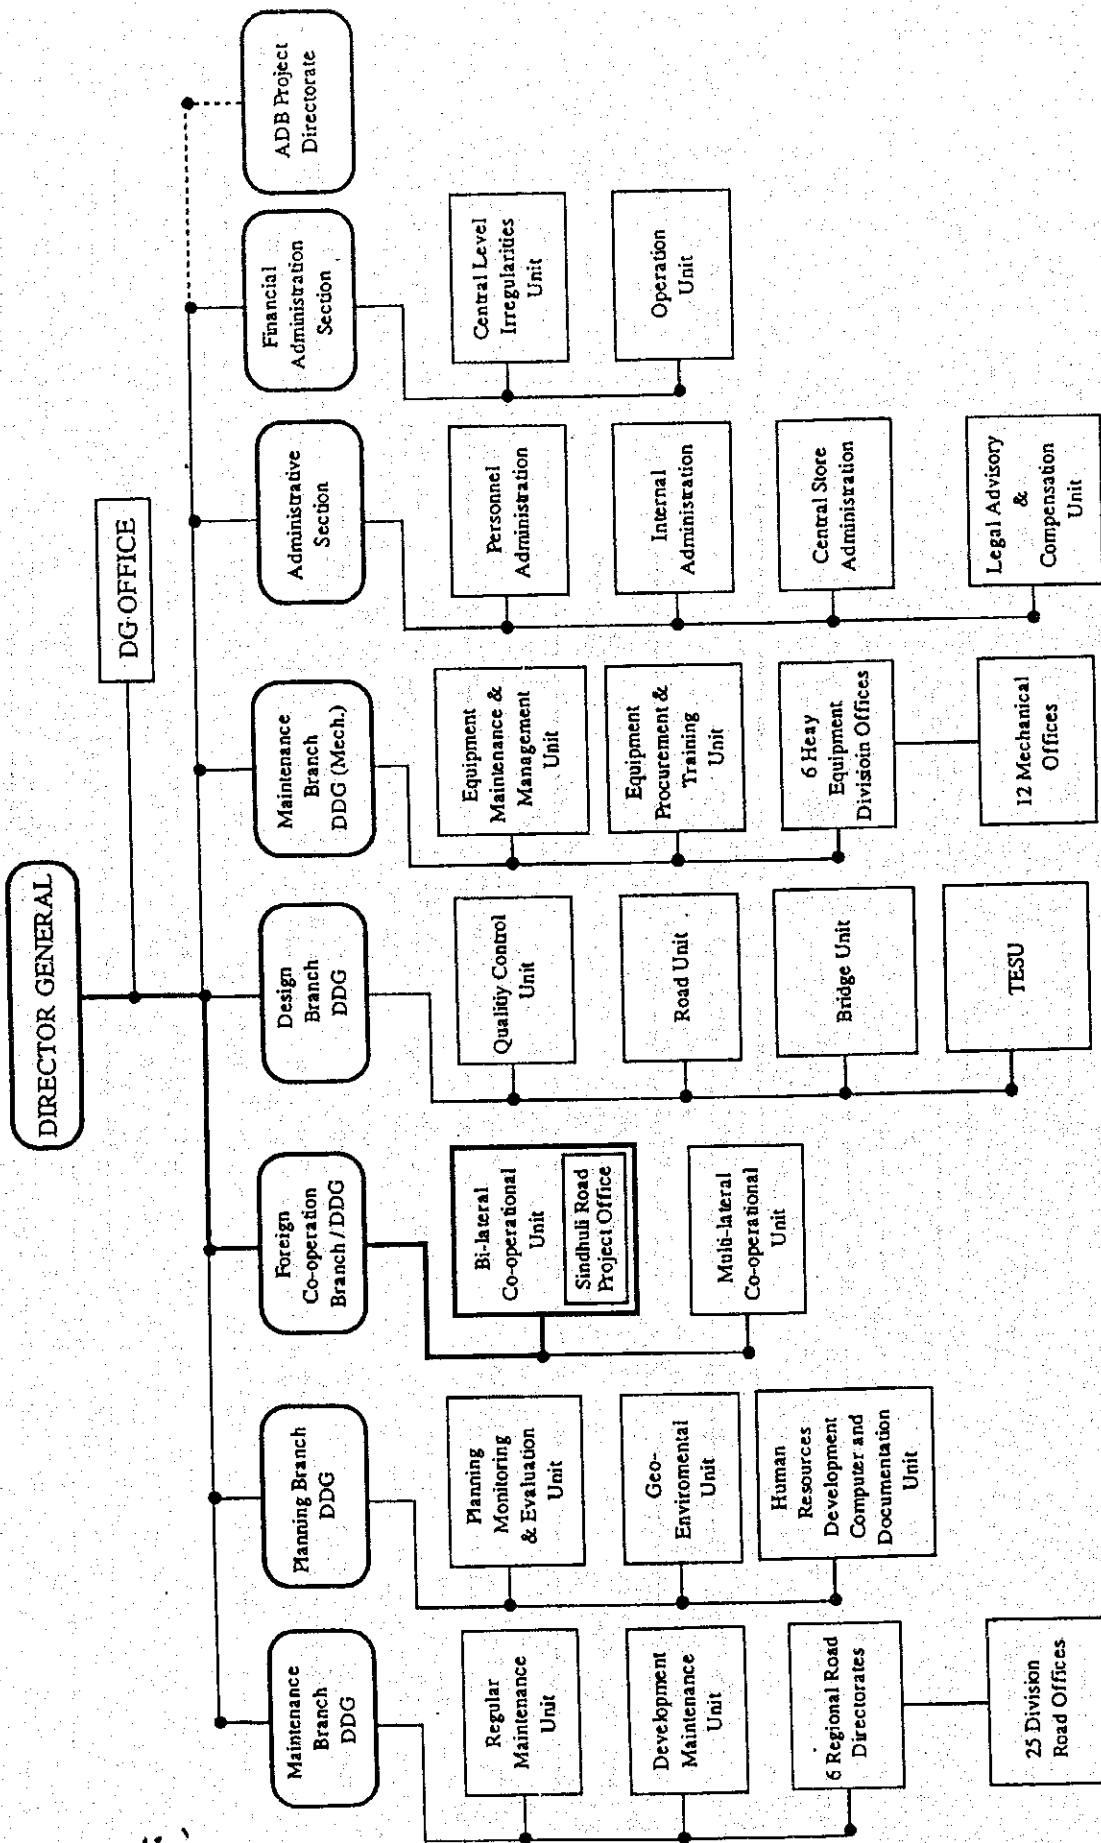 DIRECTOR GENERAL
DG-OFFICE
Maintenance
Branch
DDG
Regular
Maintenance
Unit
Development
Maintenance
Unit
6 Regional Road
Directorates
25 Division
Road Offices
Planning Branch
DDG
Planning
Monitoring
& Evaluation
Unit
Geo-
Enviromental
Unit
Human
Resources
Development
Computer and
Documentation
Unit
Foreign
Co-operation
Branch / DDG
Bi-lateral
Co-operational
Unit
Sindhuli Road
Project Office
Multi-lateral
Co-operational
Unit
Design
Branch
DDG
Qualitiy Control
Unit
Road Unit
Bridge Unit
TESU
Maintenance
Branch
DDG (Mech.)
Equipment
Maintenance &
Management
Unit
Equipment
Procurement &
Training
Unit
6 Heay
Equipment
Divisioin Offices
12 Mechanical
Offices
Administrative
Section
Personnel
Administration
Internal
Administration
Central Store
Administration
Legal Advisory
&
Compensation
Unit
Financial
Administration
Section
Central Level
Irregularities
Unit
Operation
Unit
ADB Project
Directorate